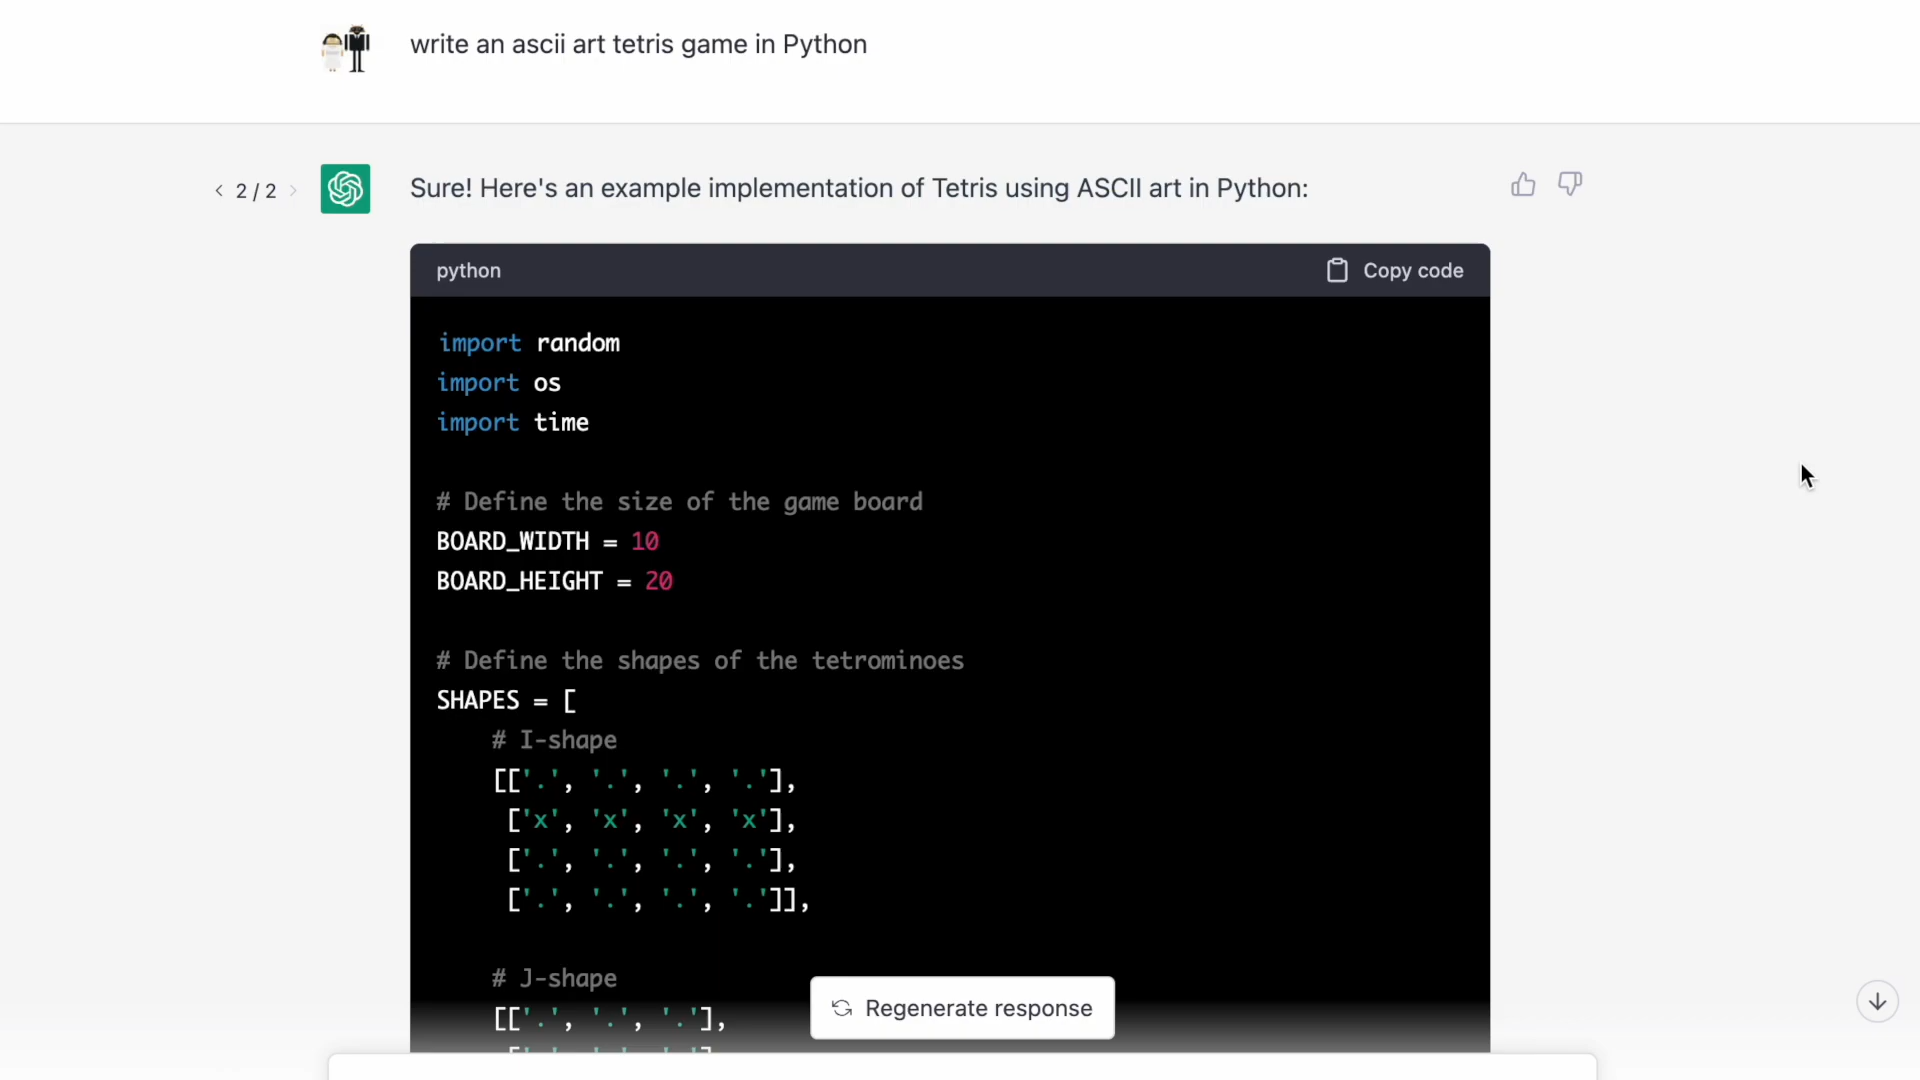 write an ascii art tetris game in Python
< 2 / 2 >
Sure! Here's an example implementation of Tetris using ASCII art in Python:
python
Copy code
import random
import os
import time
# Define the size of the game board
BOARD_WIDTH = 10
BOARD_HEIGHT = 20
# Define the shapes of the tetrominoes
SHAPES = [
# I-shape
[['.', '.', '.', '.'],
['x', 'x', 'x', 'x'],
['.', '.', '.', '.'],
['.', '.', '.', '.']],
# J-shape
[['.', '.', '.'],
Regenerate response